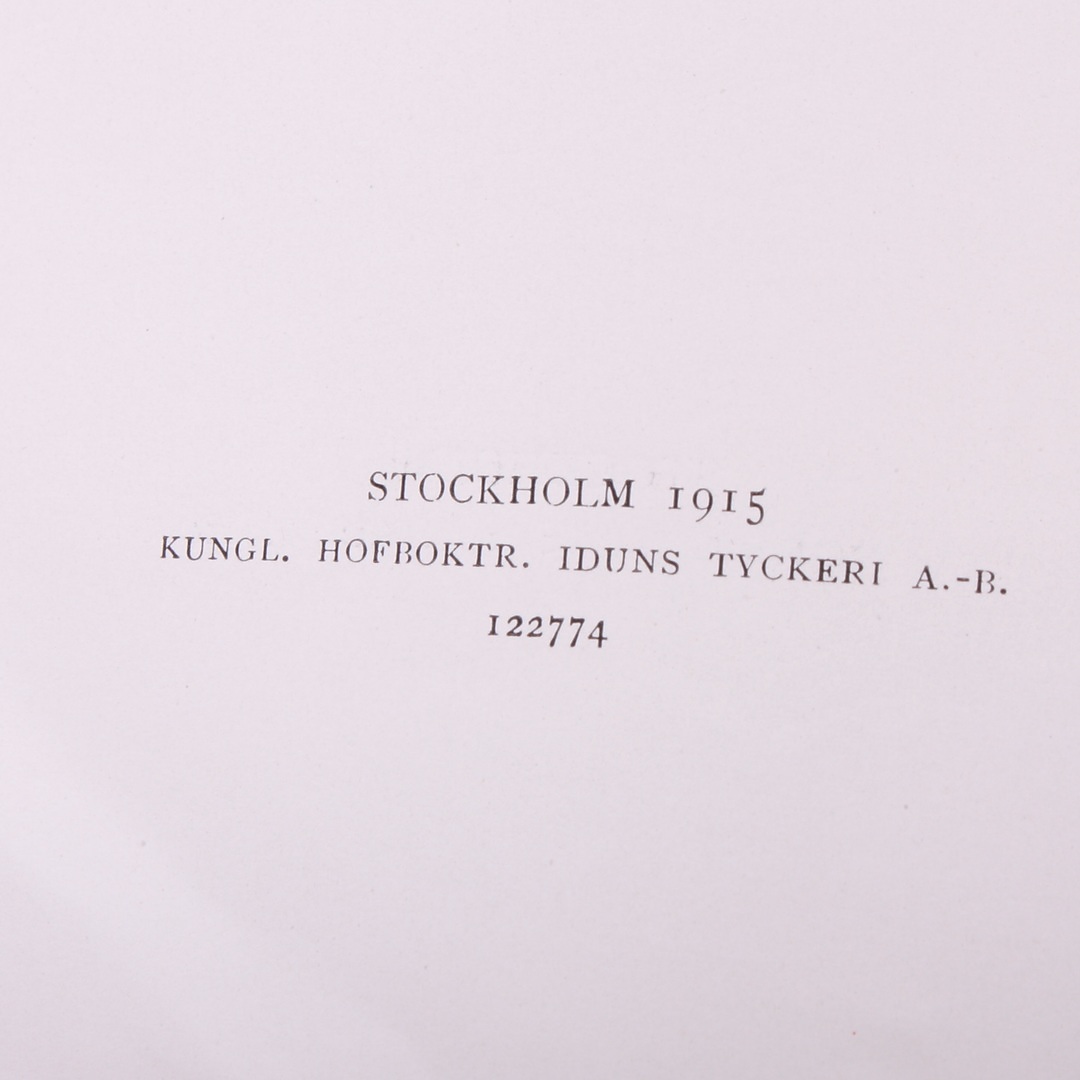 STOCKHOLM 1915
KUNGL. HOFBOKTR. IDUNS TYCKERI A.-B.
122774